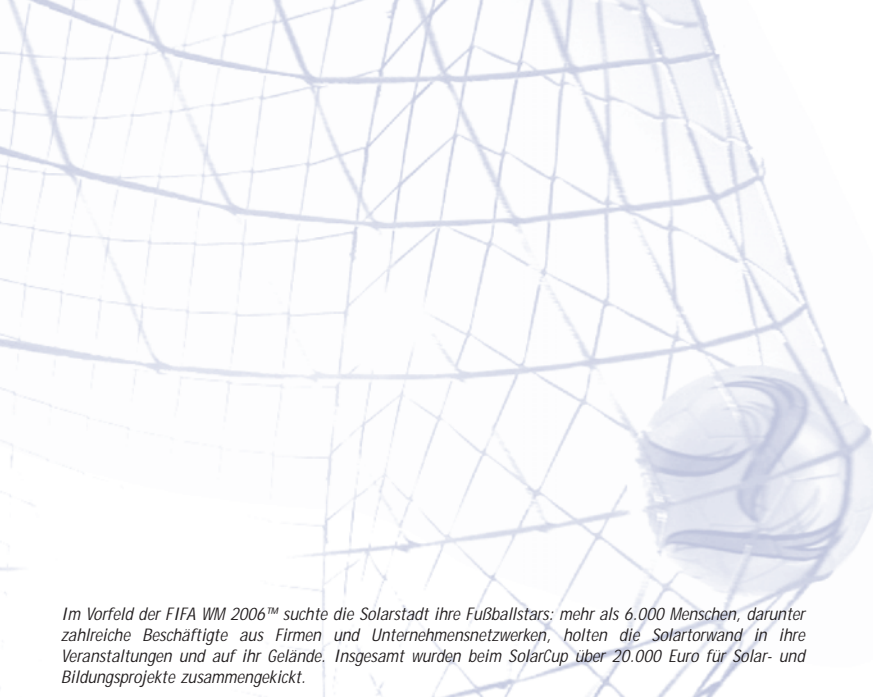 Im Vorfeld der FIFA WM 2006™ suchte die Solarstadt ihre Fußballstars: mehr als 6.000 Menschen, darunter
zahlreiche Beschäftigte aus Firmen und Unternehmensnetzwerken, holten die Solartorwand in ihre
Veranstaltungen und auf ihr Gelände. Insgesamt wurden beim SolarCup über 20.000 Euro für Solar- und
Bildungsprojekte zusammengekickt.